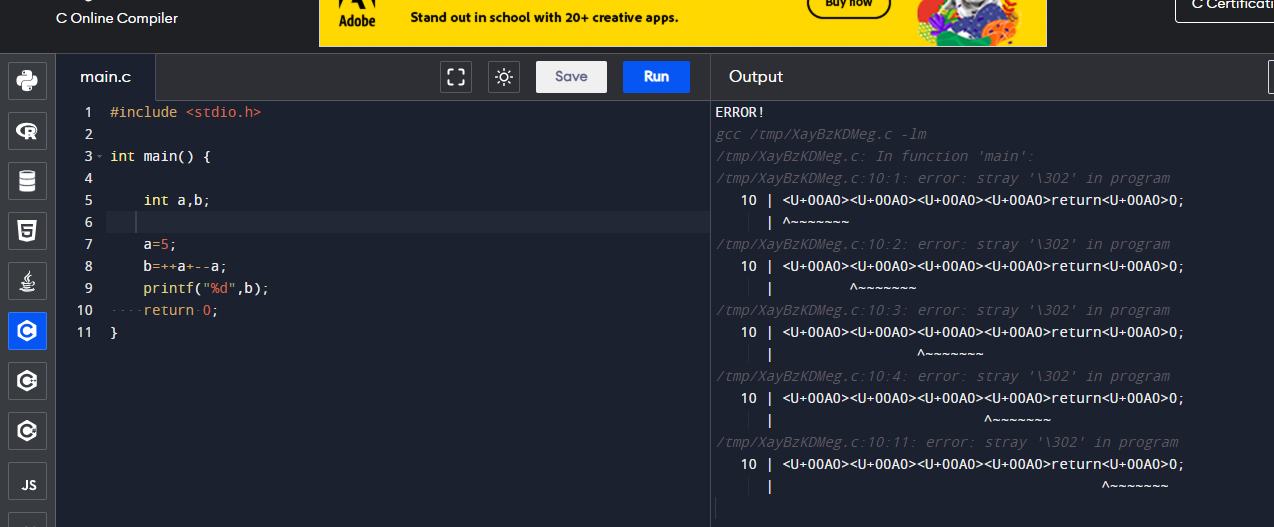 C Online Compiler
Adobe
Stand out in school with 20+ creative apps.
Buy now
main.c
Save
Run
Output
1 #include <stdio.h>
2
3 int main() {
4
5     int a,b;
6
7     a=5;
8     b=++a+--a;
9     printf("%d",b);
10 ····return·0;
11 }
JS
ERROR!
gcc /tmp/XayBzKDMeg.c -lm
/tmp/XayBzKDMeg.c: In function 'main':
/tmp/XayBzKDMeg.c:10:1: error: stray '\302' in program
   10 | <U+00A0><U+00A0><U+00A0><U+00A0>return<U+00A0>0;
      | ^~~~~~~~
/tmp/XayBzKDMeg.c:10:2: error: stray '\302' in program
   10 | <U+00A0><U+00A0><U+00A0><U+00A0>return<U+00A0>0;
      |         ^~~~~~~~
/tmp/XayBzKDMeg.c:10:3: error: stray '\302' in program
   10 | <U+00A0><U+00A0><U+00A0><U+00A0>return<U+00A0>0;
      |                 ^~~~~~~~
/tmp/XayBzKDMeg.c:10:4: error: stray '\302' in program
   10 | <U+00A0><U+00A0><U+00A0><U+00A0>return<U+00A0>0;
      |                         ^~~~~~~~
/tmp/XayBzKDMeg.c:10:11: error: stray '\302' in program
   10 | <U+00A0><U+00A0><U+00A0><U+00A0>return<U+00A0>0;
      |                                       ^~~~~~~~